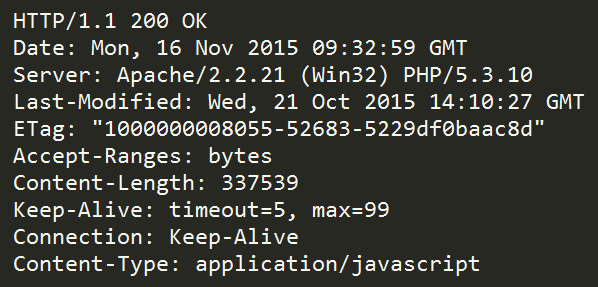 HTTP/1.1 200 OK
Date: Mon, 16 Nov 2015 09:32:59 GMT
Server: Apache/2.2.21 (Win32) PHP/5.3.10
Last-Modified: Wed, 21 Oct 2015 14:10:27 GMT
ETag: "1000000008055-52683-5229df0baac8d"
Accept-Ranges: bytes
Content-Length: 337539
Keep-Alive: timeout=5, max=99
Connection: Keep-Alive
Content-Type: application/javascript